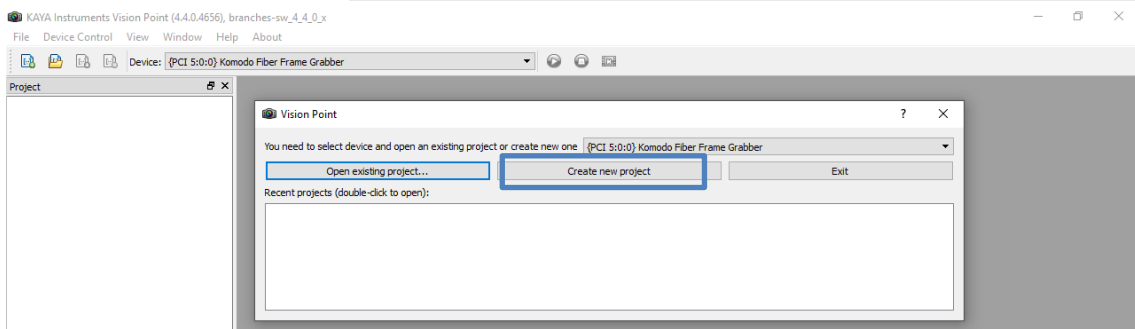 KAYA Instruments Vision Point (4.4.0.4656), branches-sw_4_4_0_x
File Device Control View Window Help About
Device: {PCI 5:0:0} Komodo Fiber Frame Grabber
Project
Vision Point
You need to select device and open an existing project or create new one {PCI 5:0:0} Komodo Fiber Frame Grabber
Open existing project... Create new project Exit
Recent projects (double-click to open):